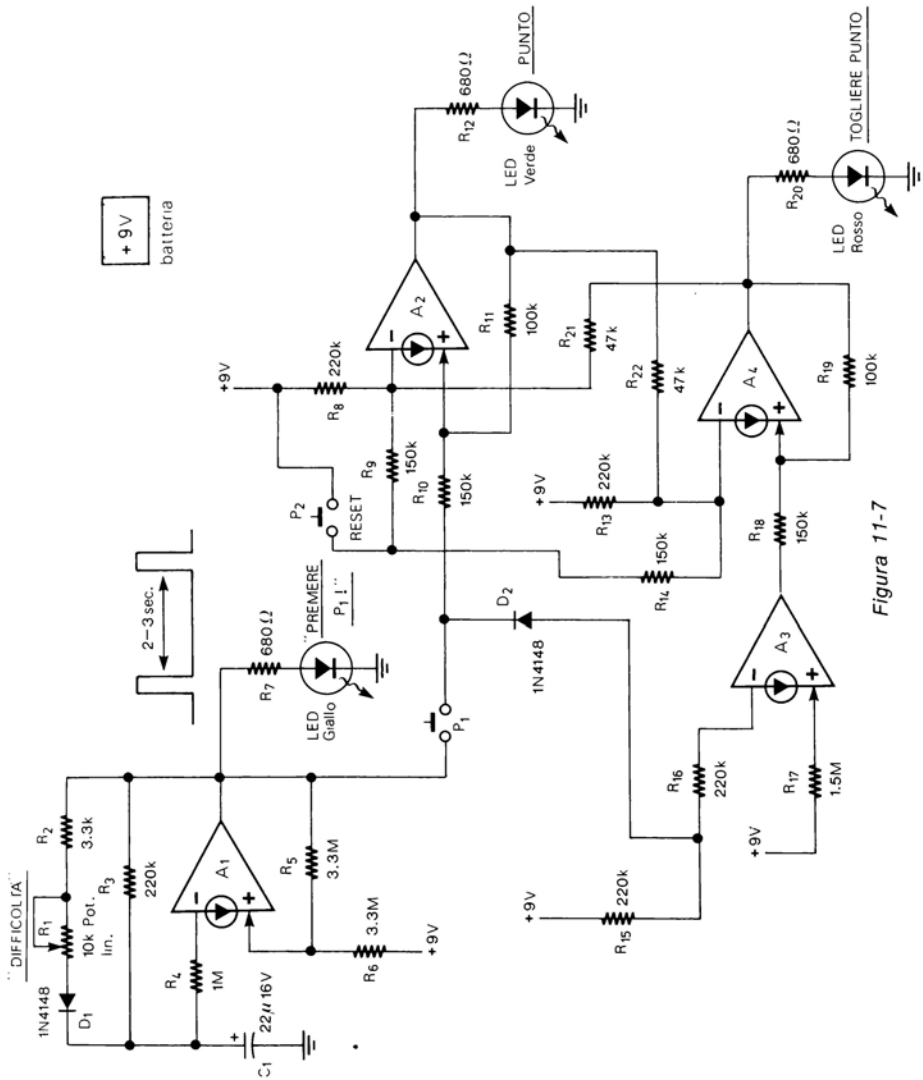 "DIFFICOLTA"
R1
10k Pot.
lin.
R2
3.3k
1N4148
D1
R3
220k
R4
1M
C1
+
22µ 16V
A1
−
+
R5
3.3M
R6
3.3M
+9V
2−3 sec.
R7
680Ω
LED
Giallo
"PREMERE
P1 !"
P1
+9V
batteria
+9V
R8
220k
P2
RESET
R9
150k
R10
150k
A2
−
+
R11
100k
R12
680Ω
LED
Verde
PUNTO
D2
1N4148
+9V
R13
220k
R14
150k
R21
47k
R22
47k
+9V
R15
220k
R16
220k
+9V
R17
1.5M
A3
−
+
R18
150k
A4
−
+
R19
100k
R20
680Ω
LED
Rosso
TOGLIERE PUNTO
Figura 11-7